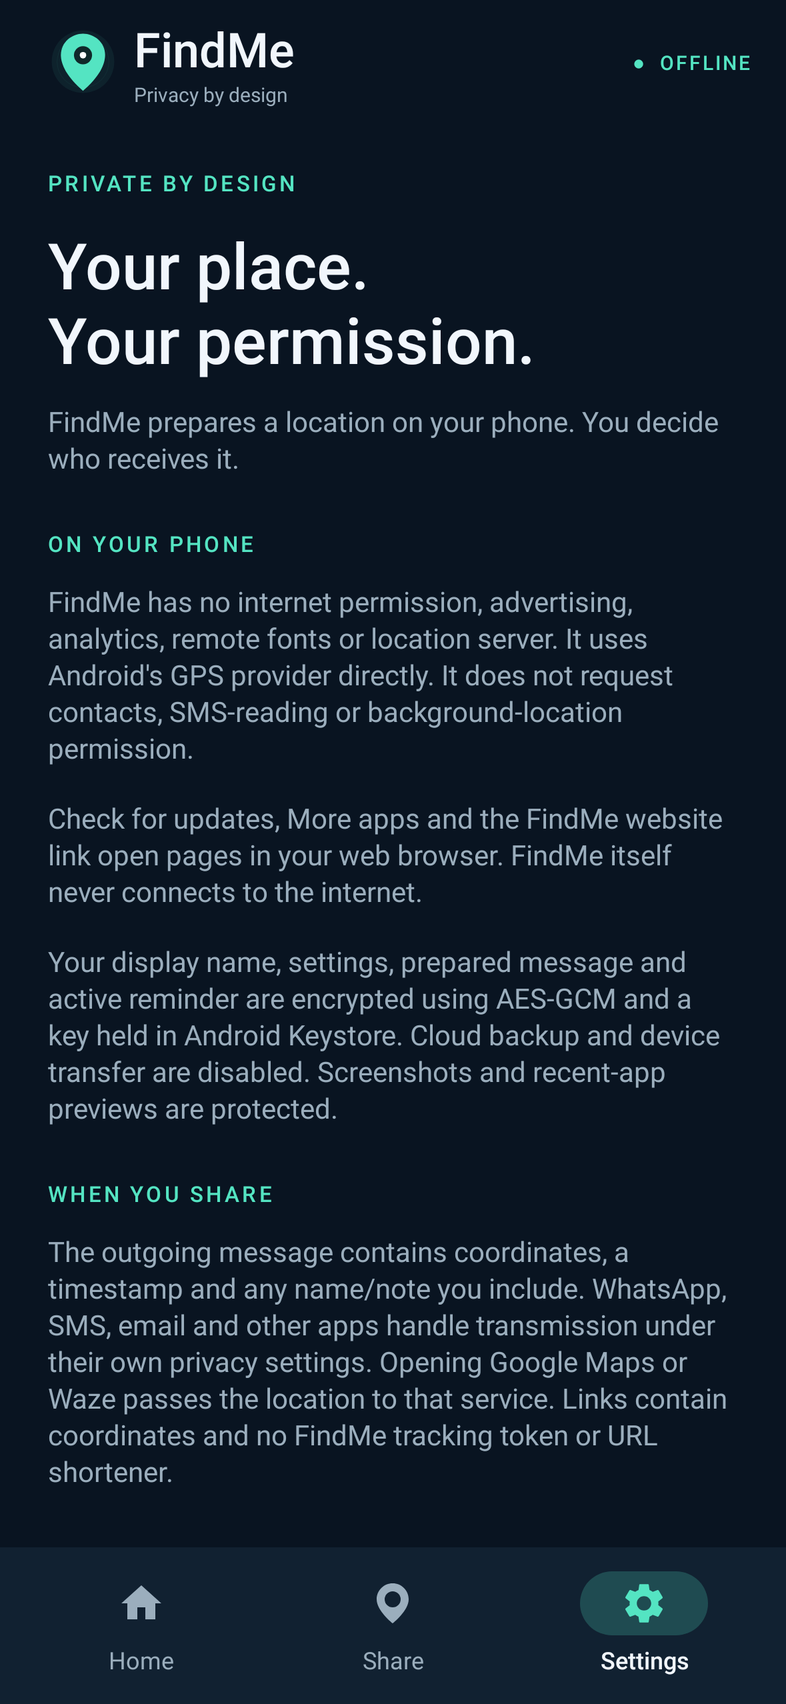 FindMe
Privacy by design
OFFLINE
PRIVATE BY DESIGN
Your place.
Your permission.
FindMe prepares a location on your phone. You decide
who receives it.
ON YOUR PHONE
FindMe has no internet permission, advertising,
analytics, remote fonts or location server. It uses
Android's GPS provider directly. It does not request
contacts, SMS-reading or background-location
permission.
Check for updates, More apps and the FindMe website
link open pages in your web browser. FindMe itself
never connects to the internet.
Your display name, settings, prepared message and
active reminder are encrypted using AES-GCM and a
key held in Android Keystore. Cloud backup and device
transfer are disabled. Screenshots and recent-app
previews are protected.
WHEN YOU SHARE
The outgoing message contains coordinates, a
timestamp and any name/note you include. WhatsApp,
SMS, email and other apps handle transmission under
their own privacy settings. Opening Google Maps or
Waze passes the location to that service. Links contain
coordinates and no FindMe tracking token or URL
shortener.
Home
Share
Settings